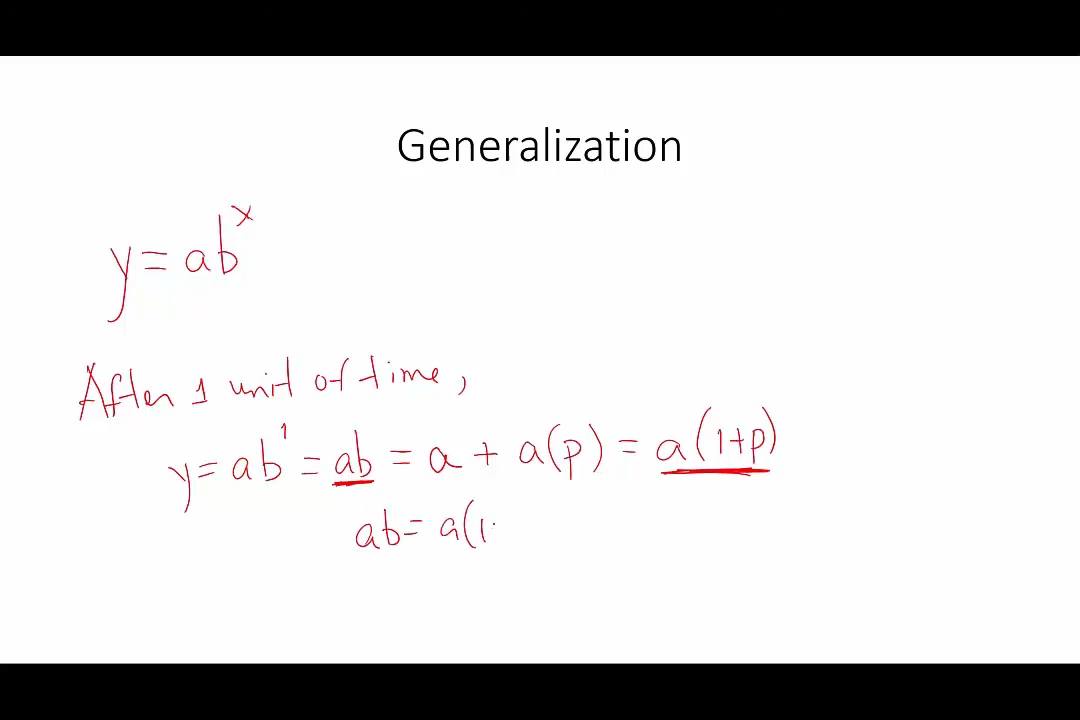 Generalization
y = ab^x
After 1 unit of time,
y = ab^1 = ab = a + a(p) = a(1+p)
ab = a(1